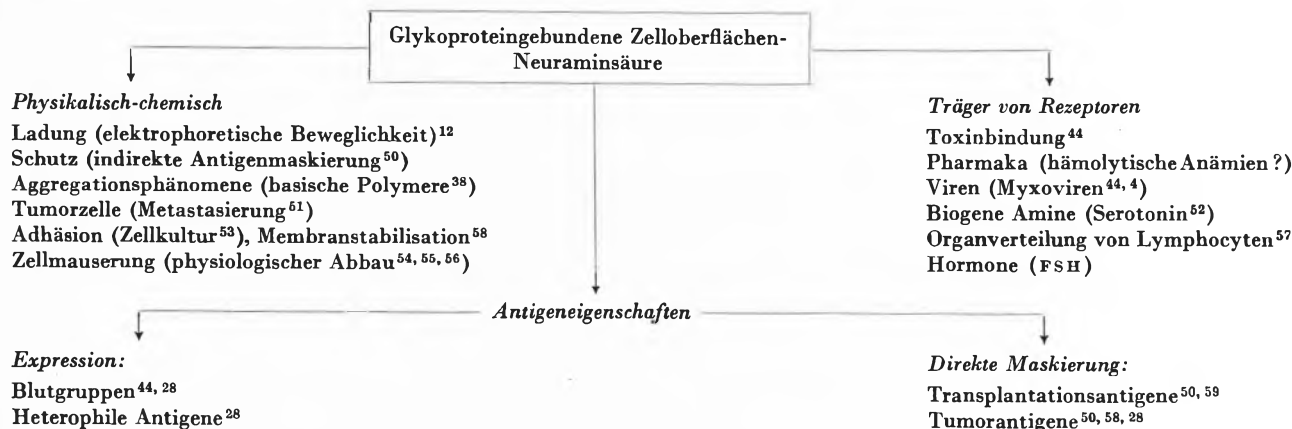 Glykoproteingebundene Zelloberflächen-
Neuraminsäure
Physikalisch-chemisch
Ladung (elektrophoretische Beweglichkeit)12
Schutz (indirekte Antigenmaskierung50)
Aggregationsphänomene (basische Polymere38)
Tumorzelle (Metastasierung51)
Adhäsion (Zellkultur53), Membranstabilisation58
Zellmauserung (physiologischer Abbau54, 55, 56)
Träger von Rezeptoren
Toxinbindung44
Pharmaka (hämolytische Anämien?)
Viren (Myxoviren44, 4)
Biogene Amine (Serotonin52)
Organverteilung von Lymphocyten57
Hormone (FSH)
Antigeneigenschaften
Expression:
Blutgruppen44, 28
Heterophile Antigene28
Direkte Maskierung:
Transplantationsantigene50, 59
Tumorantigene50, 58, 28